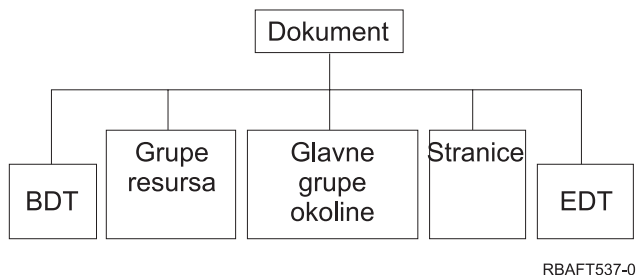 Dokument
BDT
Grupe
resursa
Glavne
grupe
okoline
Stranice
EDT
RBAFT537-0